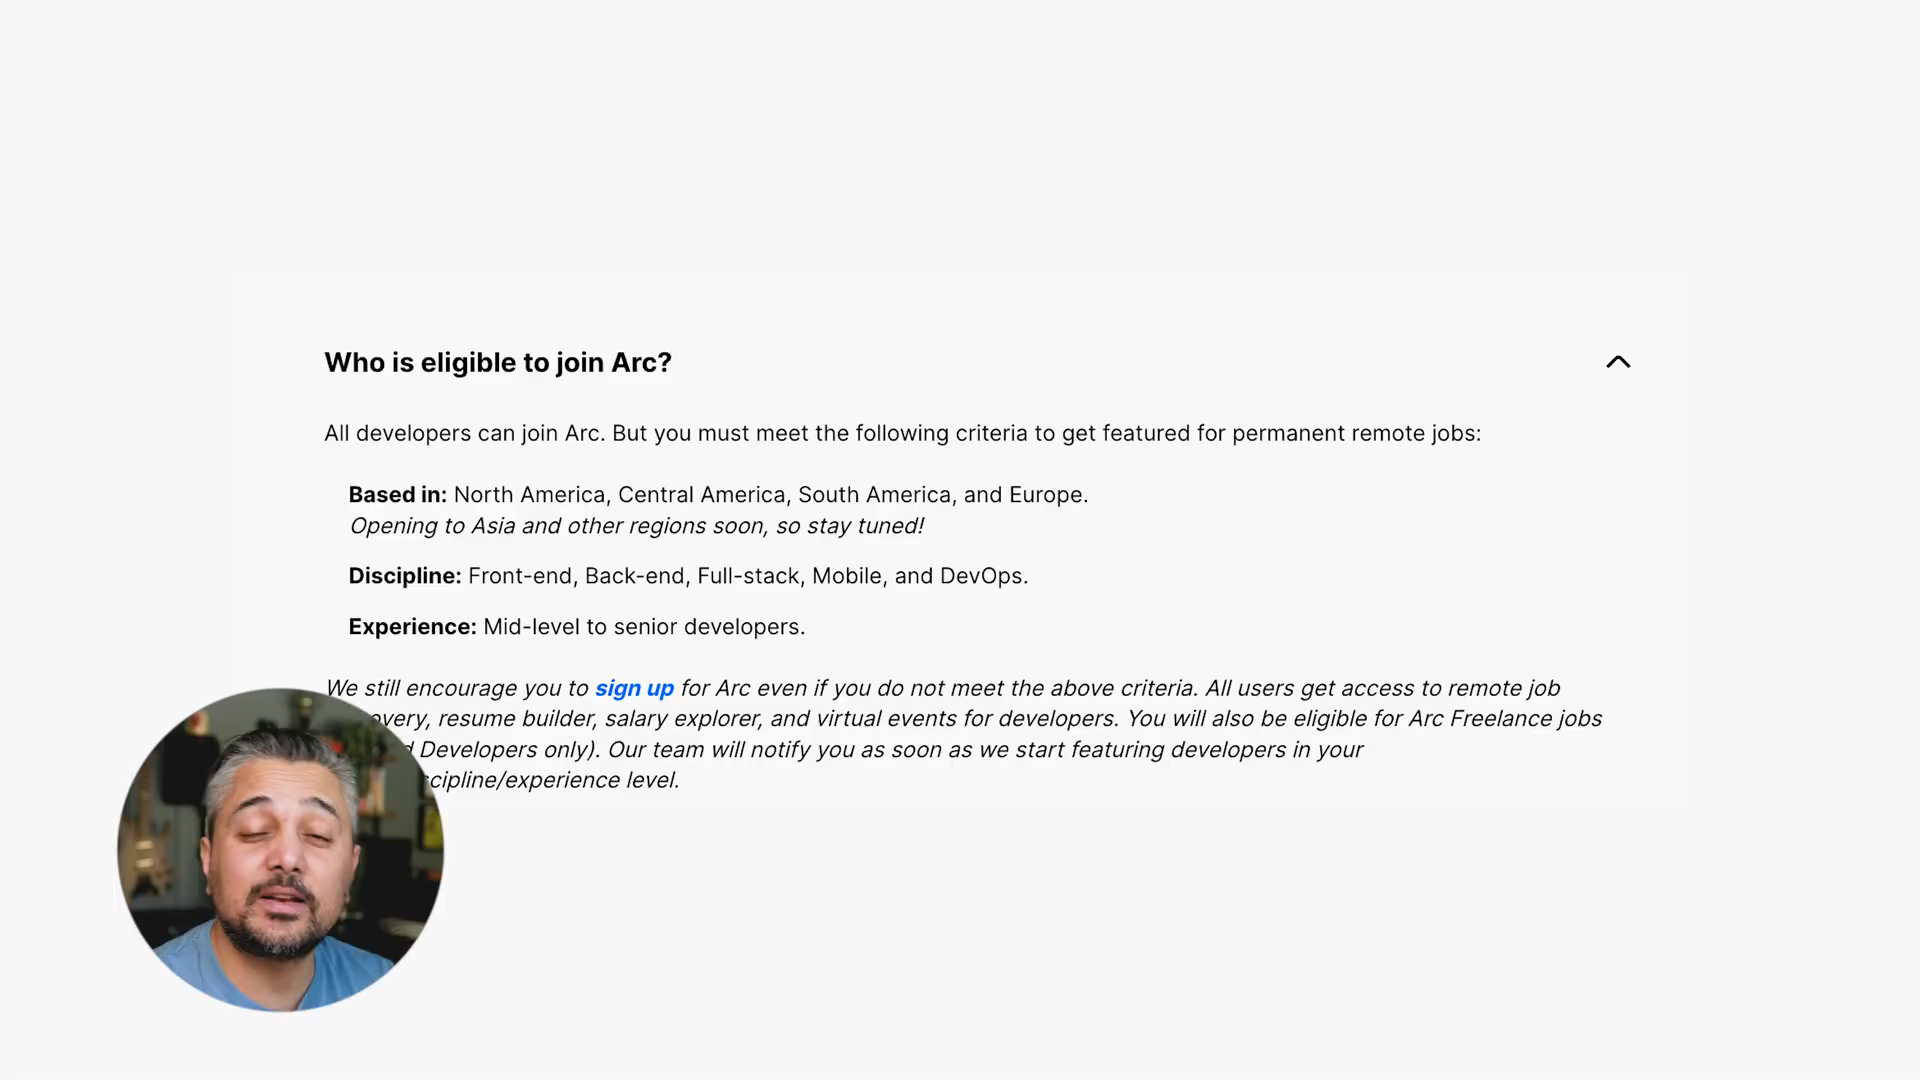 Who is eligible to join Arc?
All developers can join Arc. But you must meet the following criteria to get featured for permanent remote jobs:
Based in: North America, Central America, South America, and Europe.
Opening to Asia and other regions soon, so stay tuned!
Discipline: Front-end, Back-end, Full-stack, Mobile, and DevOps.
Experience: Mid-level to senior developers.
We still encourage you to sign up for Arc even if you do not meet the above criteria. All users get access to remote job
resume builder, salary explorer, and virtual events for developers. You will also be eligible for Arc Freelance jobs
Developers only). Our team will notify you as soon as we start featuring developers in your
level.